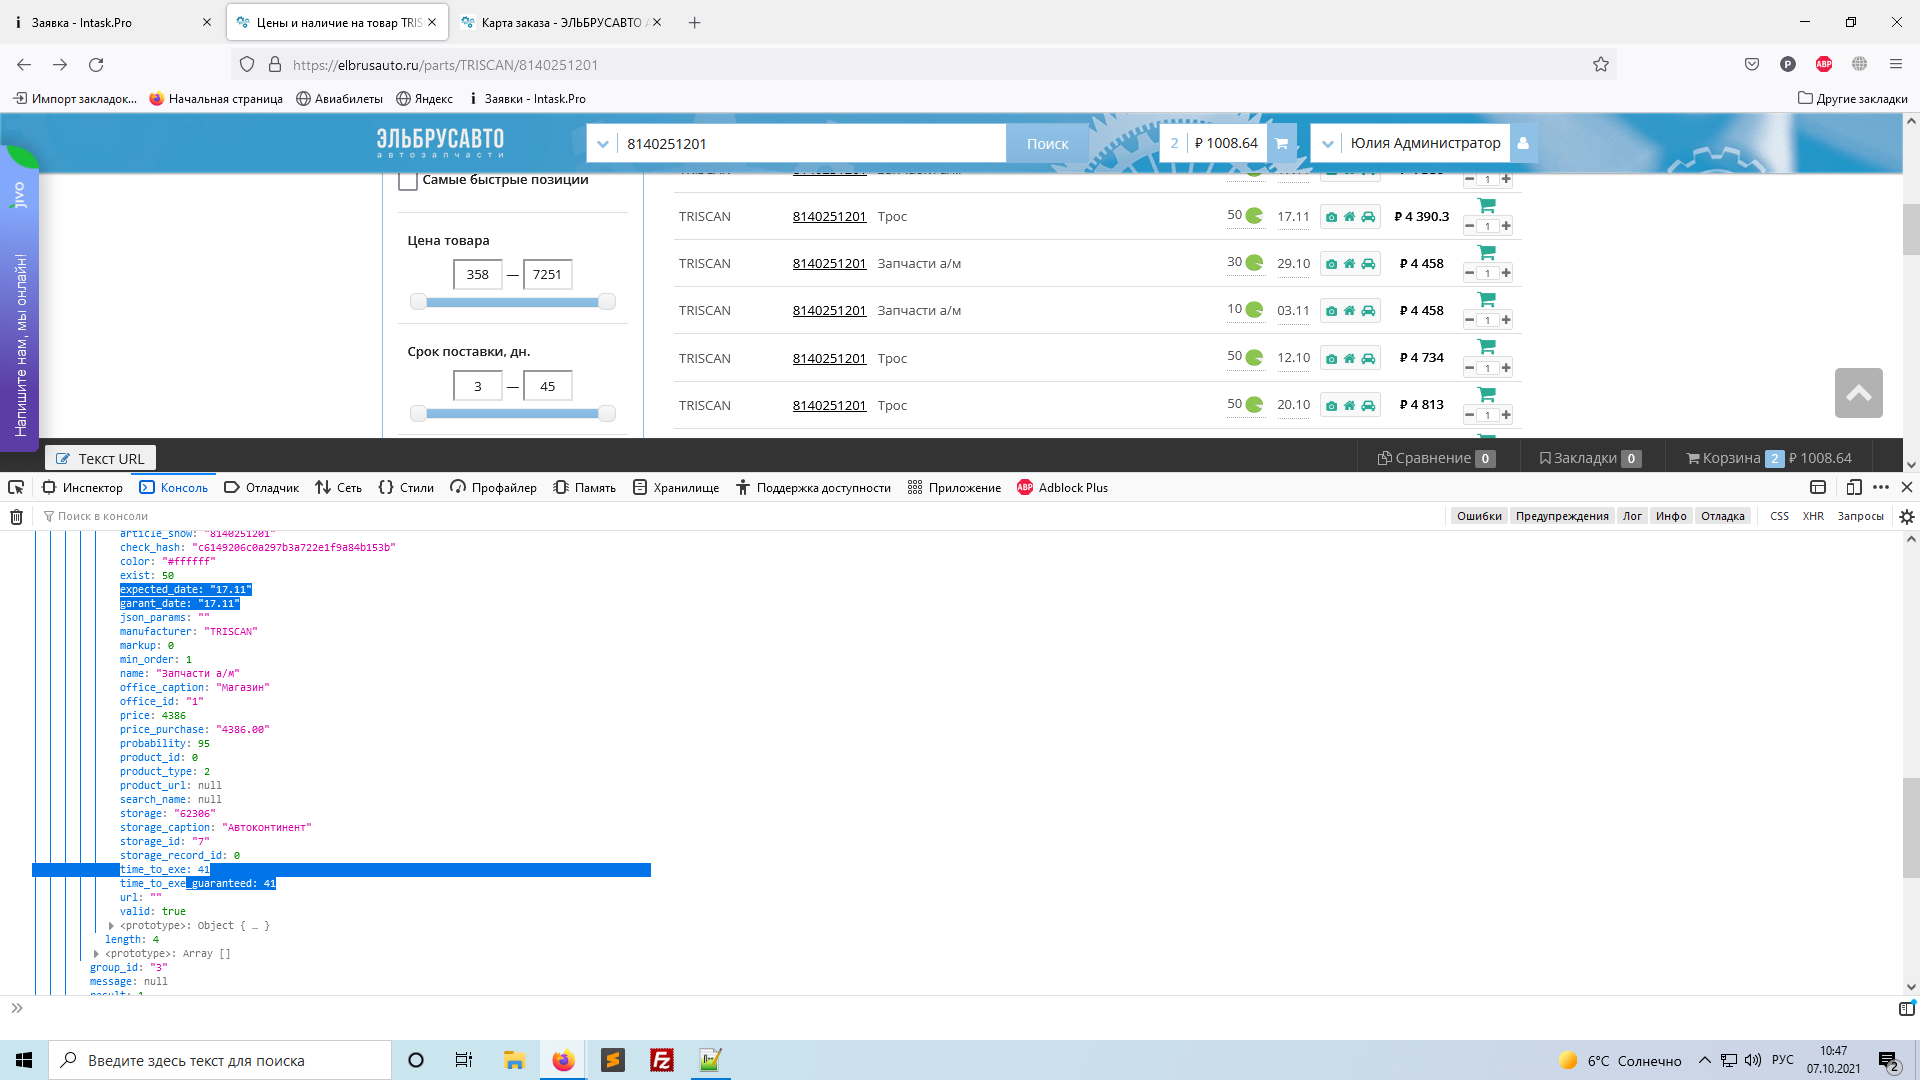 Заявка - Intask.Pro
Цены и наличие на товар TRIS
Карта заказа - ЭЛЬБРУСАВТО
https://elbrusauto.ru/parts/TRISCAN/8140251201
Импорт закладок...
Начальная страница
Авиабилеты
Яндекс
Заявки - Intask.Pro
Другие закладки
ЭЛЬБРУСАВТО
автозапчасти
8140251201
Поиск
2 ₽ 1008.64
Юлия Администратор
jivo
Напишите нам, мы онлайн!
Самые быстрые позиции
Цена товара
358 — 7251
Срок поставки, дн.
3 — 45
1
TRISCAN 8140251201 Трос 50 17.11 ₽ 4 390.3 1
TRISCAN 8140251201 Запчасти а/м 30 29.10 ₽ 4 458 1
TRISCAN 8140251201 Запчасти а/м 10 03.11 ₽ 4 458 1
TRISCAN 8140251201 Трос 50 12.10 ₽ 4 734 1
TRISCAN 8140251201 Трос 50 20.10 ₽ 4 813 1
Текст URL
Сравнение 0
Закладки 0
Корзина 2 ₽ 1008.64
Инспектор Консоль Отладчик Сеть Стили Профайлер Память Хранилище Поддержка доступности Приложение ABP Adblock Plus
Поиск в консоли
Ошибки Предупреждения Лог Инфо Отладка CSS XHR Запросы
article_show: "8140251201"
check_hash: "c6149206c0a297b3a722e1f9a84b153b"
color: "#ffffff"
exist: 50
expected_date: "17.11"
garant_date: "17.11"
json_params: ""
manufacturer: "TRISCAN"
markup: 0
min_order: 1
name: "Запчасти а/м"
office_caption: "Магазин"
office_id: "1"
price: 4386
price_purchase: "4386.00"
probability: 95
product_id: 0
product_type: 2
product_url: null
search_name: null
storage: "62306"
storage_caption: "Автоконтинент"
storage_id: "7"
storage_record_id: 0
time_to_exe: 41
time_to_exe_guaranteed: 41
url: ""
valid: true
<prototype>: Object { … }
length: 4
<prototype>: Array []
group_id: "3"
message: null
result: 1
Введите здесь текст для поиска
6°C Солнечно
РУС
10:47
07.10.2021
2